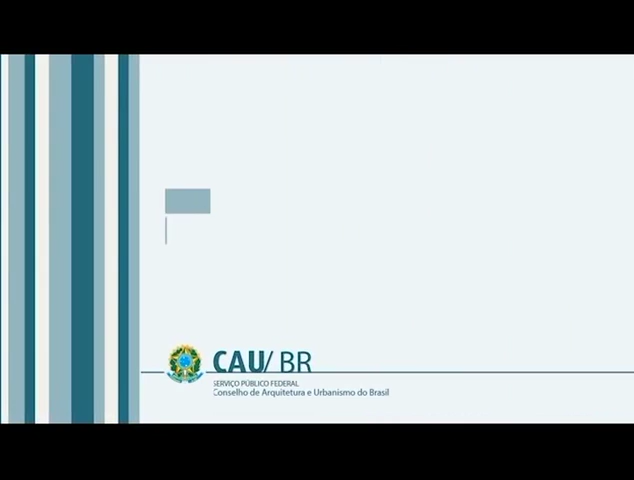 CAU/ BR
SERVIÇO PÚBLICO FEDERAL
Conselho de Arquitetura e Urbanismo do Brasil